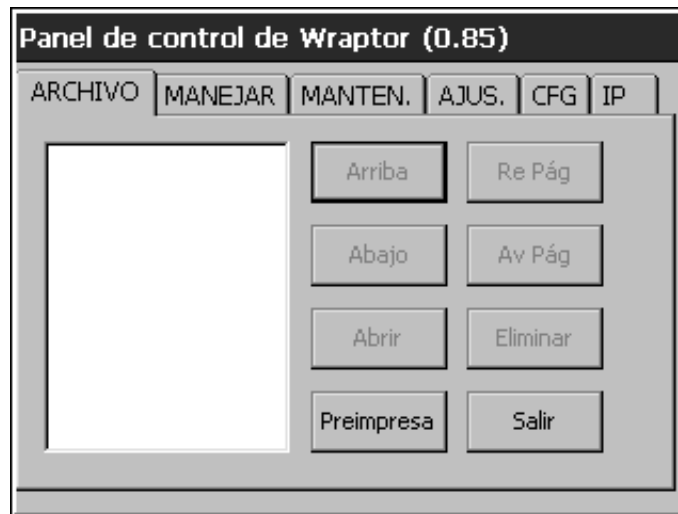 Panel de control de Wraptor (0.85)
ARCHIVO MANEJAR MANTEN. AJUS. CFG IP
Arriba Re Pág
Abajo Av Pág
Abrir Eliminar
Preimpresa Salir